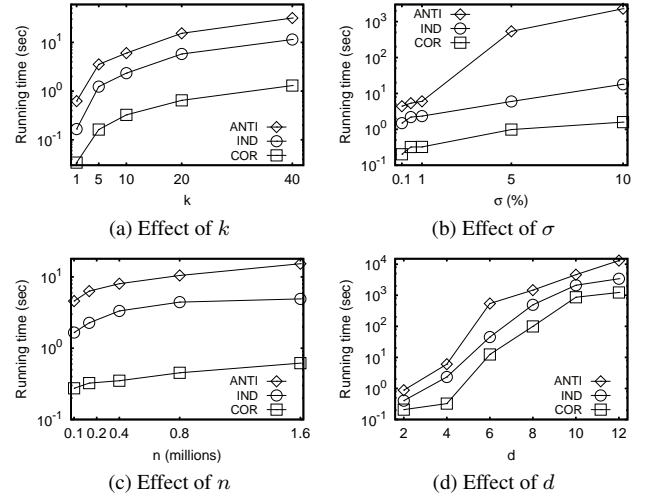 Running time (sec)
10^1
10^0
10^-1
ANTI
IND
COR
1 5 10 20 40
k
(a) Effect of k
Running time (sec)
10^3
10^2
10^1
10^0
10^-1
ANTI
IND
COR
0.1 1 5 10
σ (%)
(b) Effect of σ
Running time (sec)
10^1
10^0
10^-1
ANTI
IND
COR
0.1 0.2 0.4 0.8 1.6
n (millions)
(c) Effect of n
Running time (sec)
10^4
10^3
10^2
10^1
10^0
10^-1
ANTI
IND
COR
2 4 6 8 10 12
d
(d) Effect of d